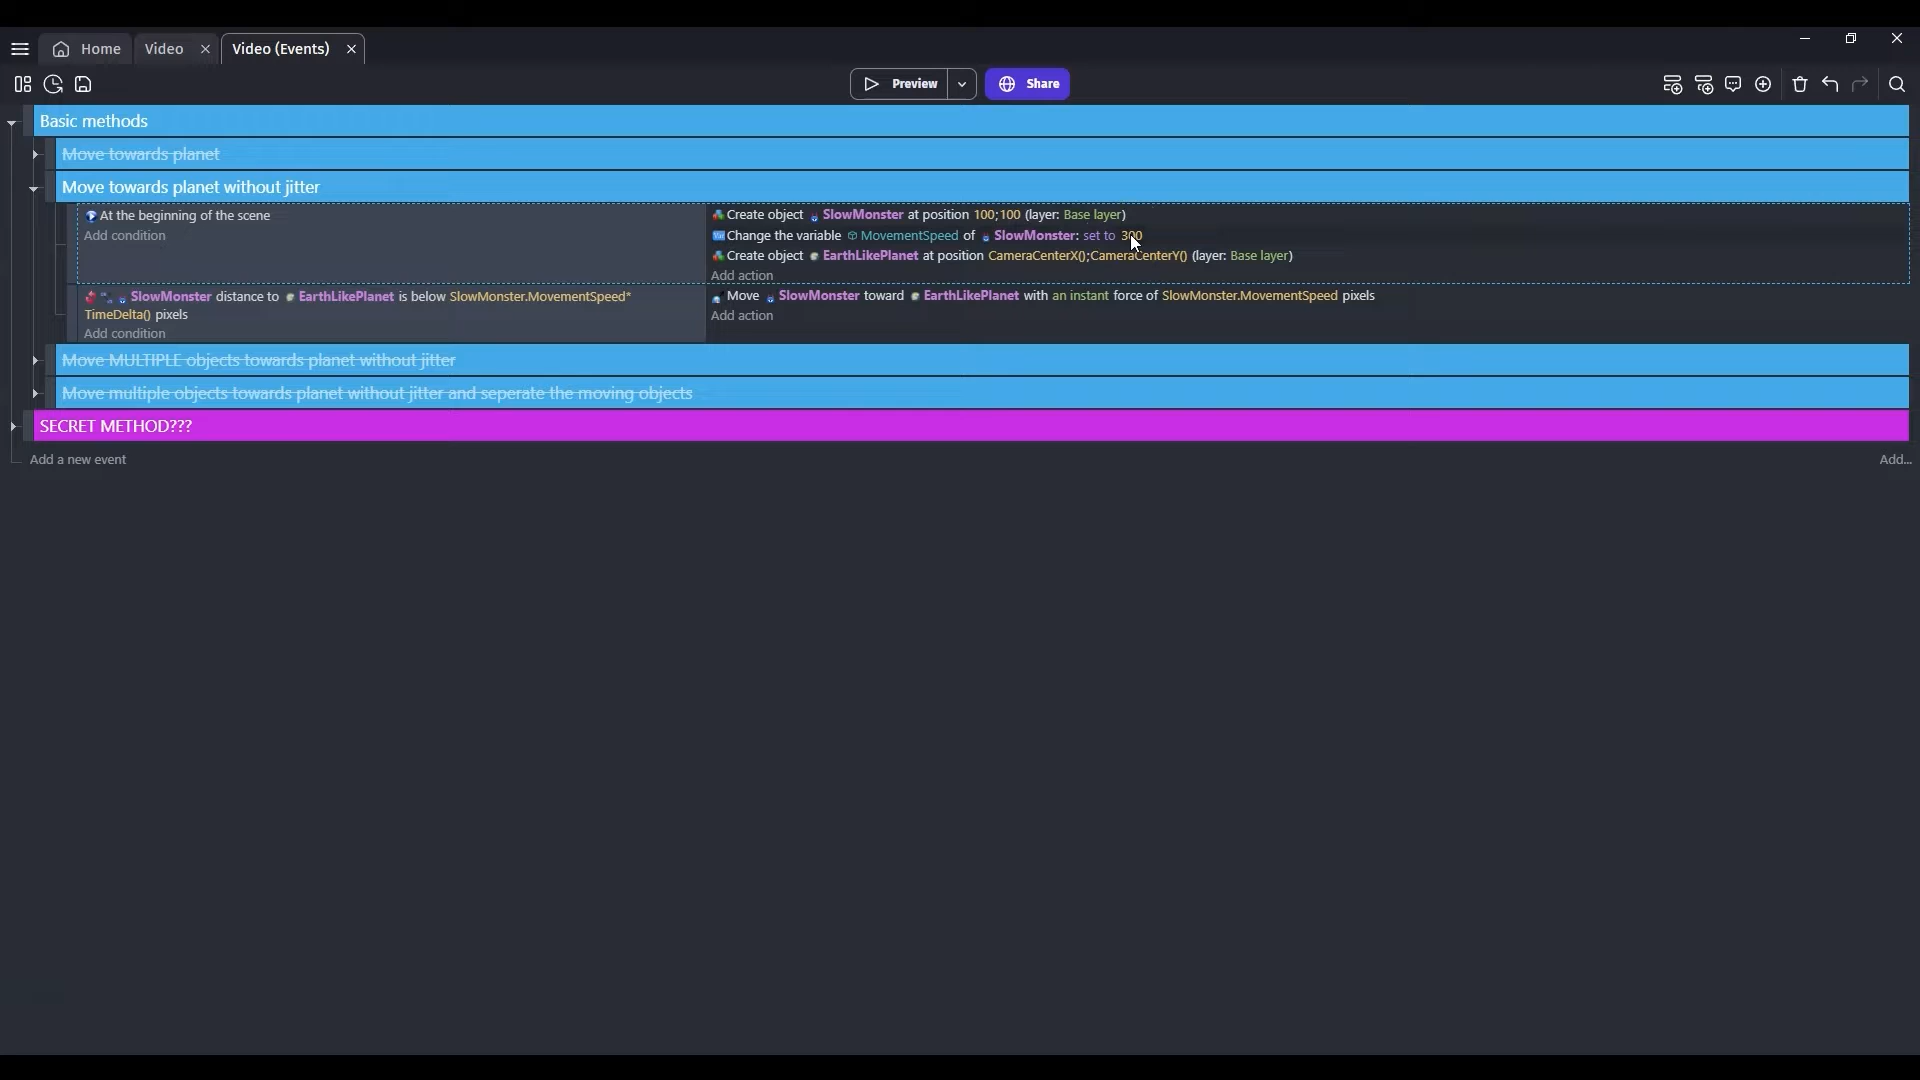 Home
Video
Video (Events)
Preview
Share
Basic methods
Move towards planet
Move towards planet without jitter
At the beginning of the scene
Add condition
Create object SlowMonster at position 100;100 (layer: Base layer)
Change the variable MovementSpeed of SlowMonster: set to 300
Create object EarthLikePlanet at position CameraCenterX();CameraCenterY() (layer: Base layer)
Add action
SlowMonster distance to EarthLikePlanet is below SlowMonster.MovementSpeed*
TimeDelta() pixels
Add condition
Move SlowMonster toward EarthLikePlanet with an instant force of SlowMonster.MovementSpeed pixels
Add action
Move MULTIPLE objects towards planet without jitter
Move multiple objects towards planet without jitter and seperate the moving objects
SECRET METHOD???
Add a new event
Add...